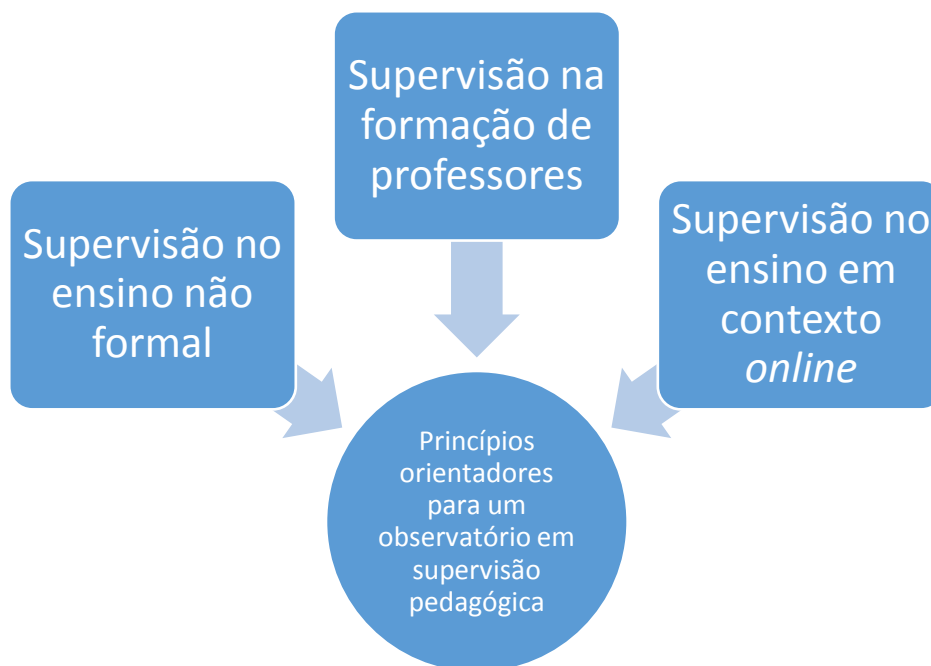 Supervisão na
formação de
professores
Supervisão no
ensino não
formal
Supervisão no
ensino em
contexto
online
Princípios
orientadores
para um
observatório em
supervisão
pedagógica